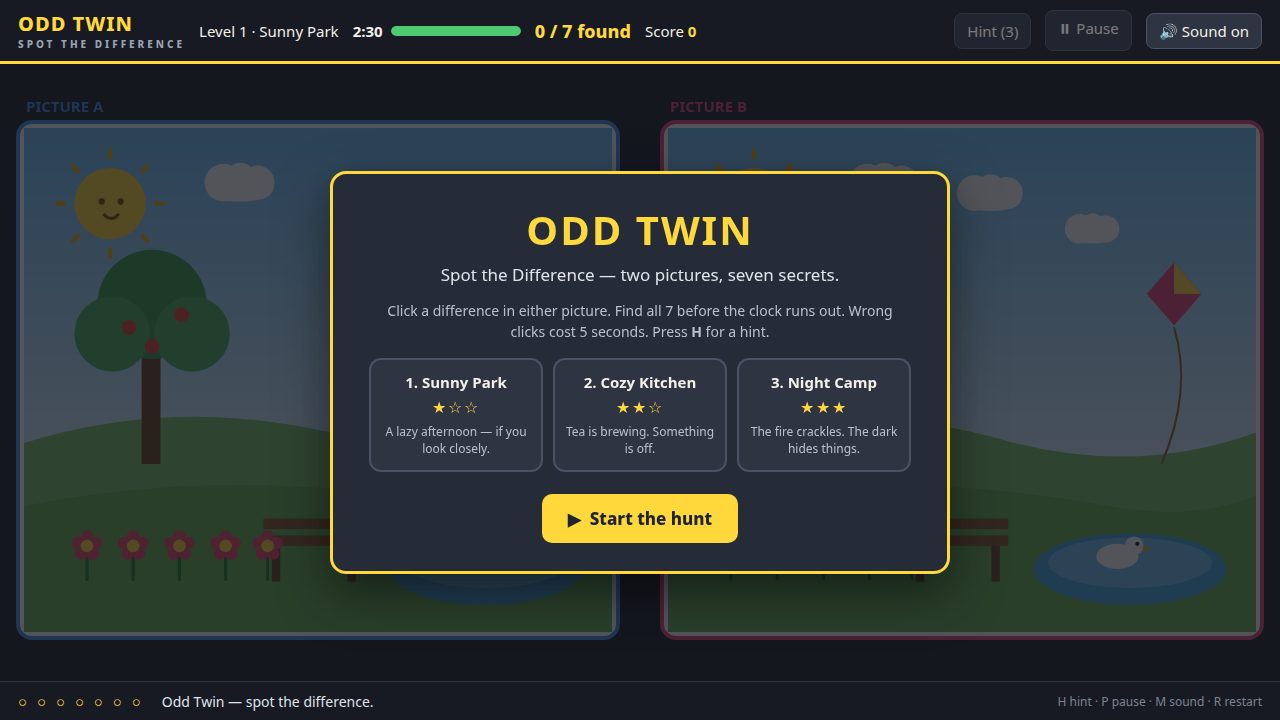 ODD TWIN
SPOT THE DIFFERENCE
Level 1 · Sunny Park
2:30
0 / 7 found
Score 0
Hint (3)
⏸ Pause
🔊 Sound on
PICTURE A
PICTURE B
ODD TWIN
Spot the Difference — two pictures, seven secrets.
Click a difference in either picture. Find all 7 before the clock runs out. Wrong
clicks cost 5 seconds. Press H for a hint.
1. Sunny Park
★☆☆
A lazy afternoon — if you
look closely.
2. Cozy Kitchen
★★☆
Tea is brewing. Something
is off.
3. Night Camp
★★★
The fire crackles. The dark
hides things.
▶ Start the hunt
Odd Twin — spot the difference.
H hint · P pause · M sound · R restart